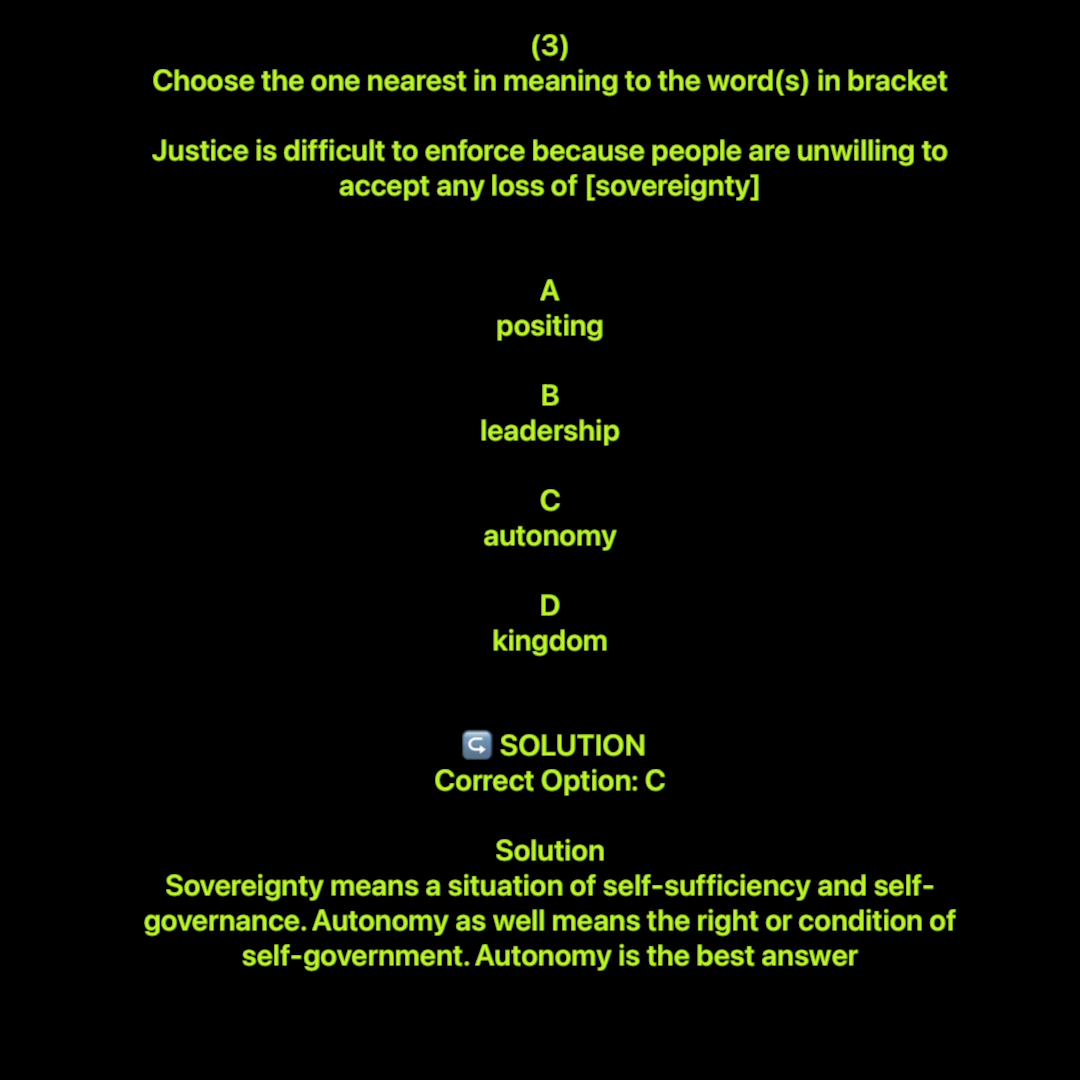 (3)
Choose the one nearest in meaning to the word(s) in bracket
Justice is difficult to enforce because people are unwilling to
accept any loss of [sovereignty]
A
positing
B
leadership
C
autonomy
D
kingdom
↪️ SOLUTION
Correct Option: C
Solution
Sovereignty means a situation of self-sufficiency and self-
governance. Autonomy as well means the right or condition of
self-government. Autonomy is the best answer